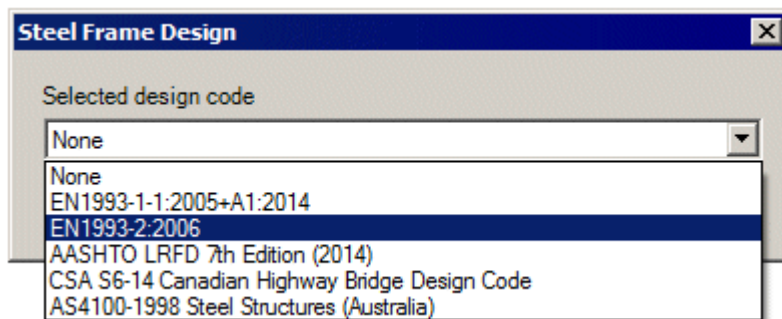 Steel Frame Design
Selected design code
None
None
EN1993-1-1:2005+A1:2014
EN1993-2:2006
AASHTO LRFD 7th Edition (2014)
CSA S6-14 Canadian Highway Bridge Design Code
AS4100-1998 Steel Structures (Australia)